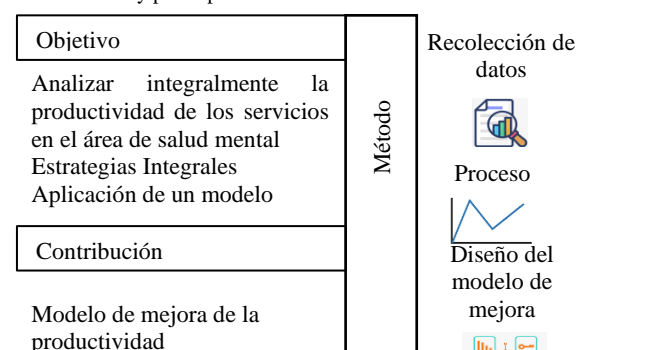 Objetivo
Analizar integralmente la
productividad de los servicios
en el área de salud mental
Estrategias Integrales
Aplicación de un modelo
Contribución
Modelo de mejora de la
productividad
Método
Recolección de
datos
Proceso
Diseño del
modelo de
mejora